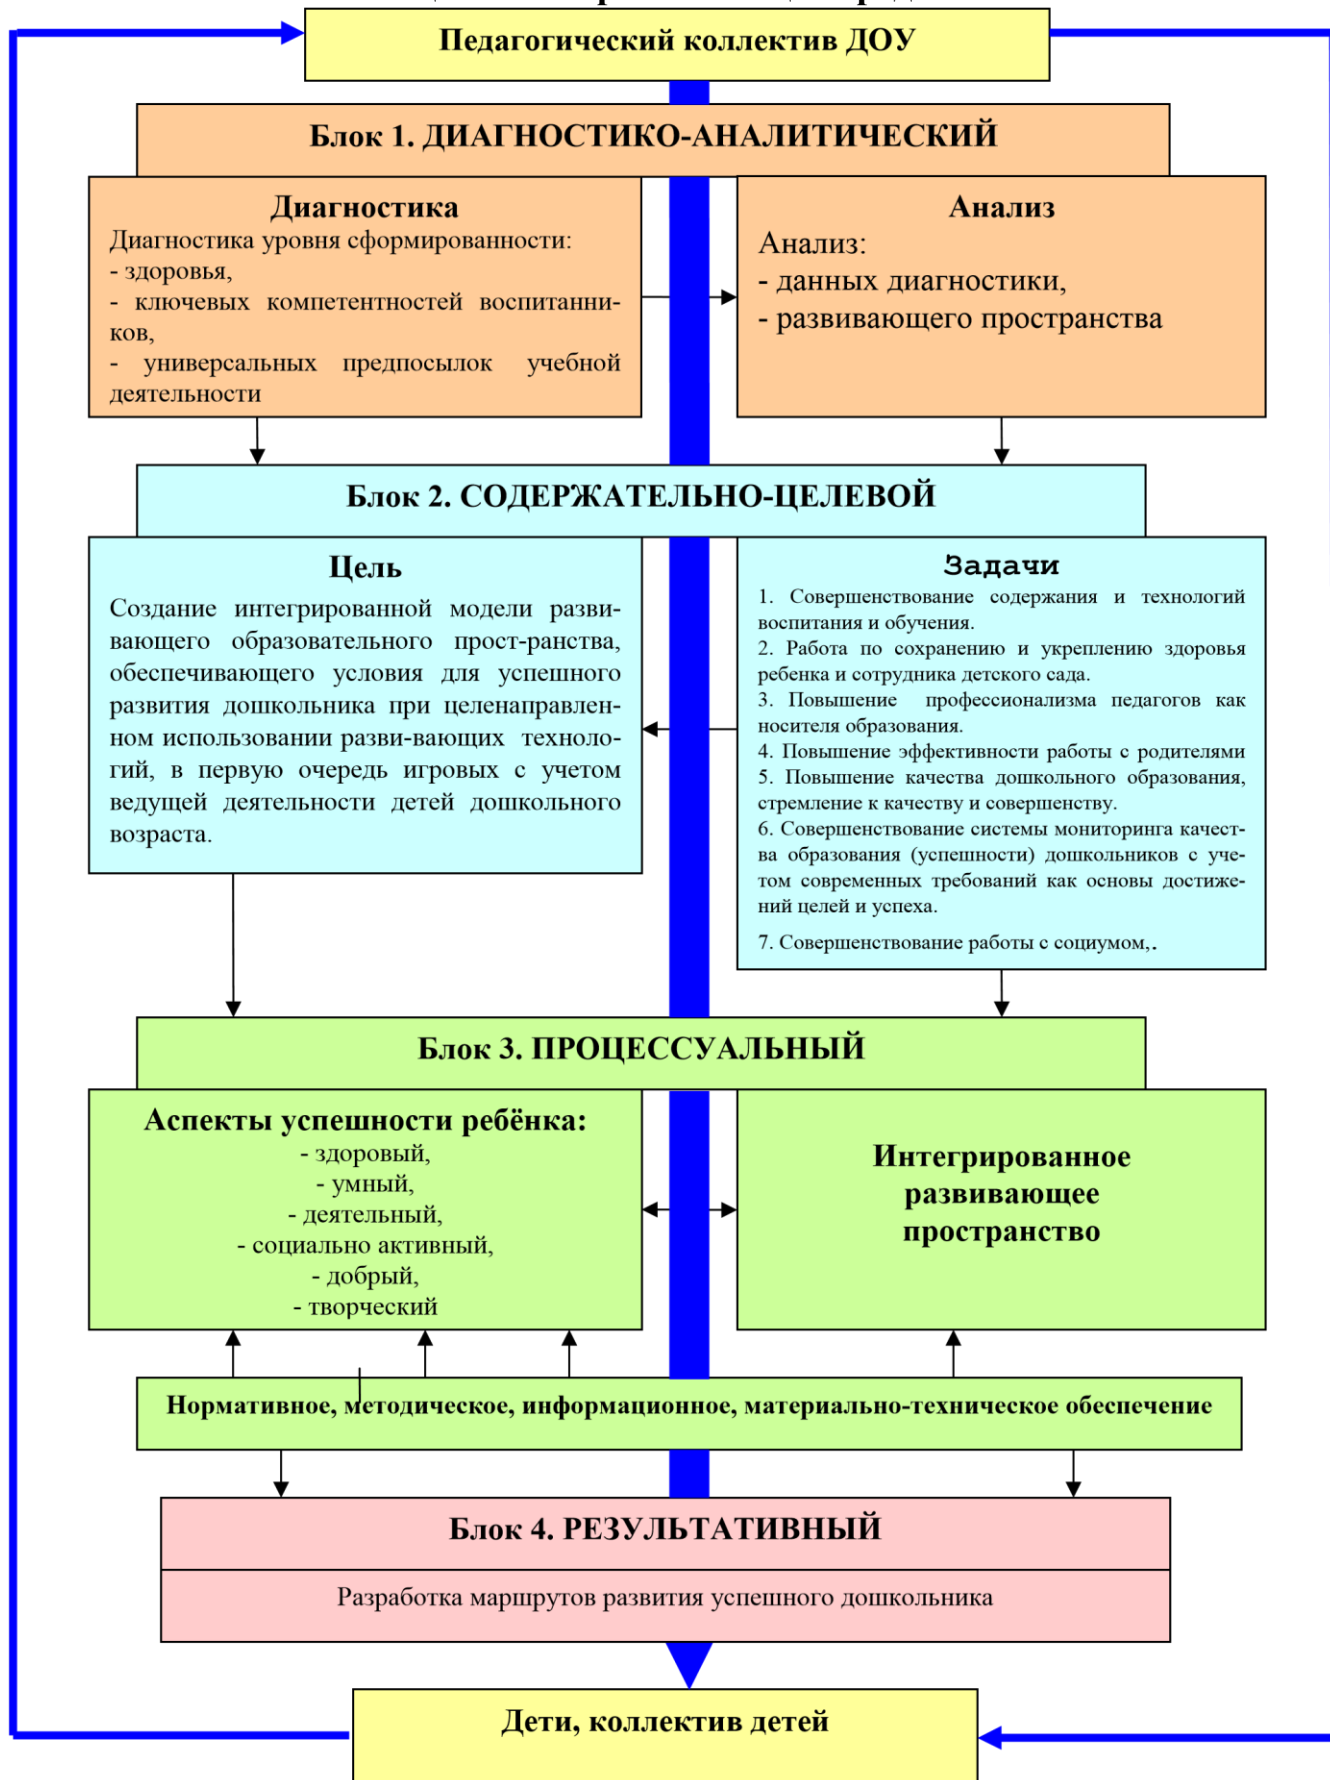 Педагогический коллектив ДОУ
Блок 1. ДИАГНОСТИКО-АНАЛИТИЧЕСКИЙ
Диагностика
Диагностика уровня сформированности:
- здоровья,
- ключевых компетентностей воспитанни-
ков,
- универсальных предпосылок учебной
деятельности
Анализ
Анализ:
- данных диагностики,
- развивающего пространства
Блок 2. СОДЕРЖАТЕЛЬНО-ЦЕЛЕВОЙ
Цель
Создание интегрированной модели разви-
вающего образовательного прост-ранства,
обеспечивающего условия для успешного
развития дошкольника при целенаправлен-
ном использовании разви-вающих техноло-
гий, в первую очередь игровых с учетом
ведущей деятельности детей дошкольного
возраста.
Задачи
1. Совершенствование содержания и технологий
воспитания и обучения.
2. Работа по сохранению и укреплению здоровья
ребенка и сотрудника детского сада.
3. Повышение профессионализма педагогов как
носителя образования.
4. Повышение эффективности работы с родителями
5. Повышение качества дошкольного образования,
стремление к качеству и совершенству.
6. Совершенствование системы мониторинга качест-
ва образования (успешности) дошкольников с уче-
том современных требований как основы достиже-
ний целей и успеха.
7. Совершенствование работы с социумом,.
Блок 3. ПРОЦЕССУАЛЬНЫЙ
Аспекты успешности ребёнка:
- здоровый,
- умный,
- деятельный,
- социально активный,
- добрый,
- творческий
Интегрированное
развивающее
пространство
Нормативное, методическое, информационное, материально-техническое обеспечение
Блок 4. РЕЗУЛЬТАТИВНЫЙ
Разработка маршрутов развития успешного дошкольника
Дети, коллектив детей